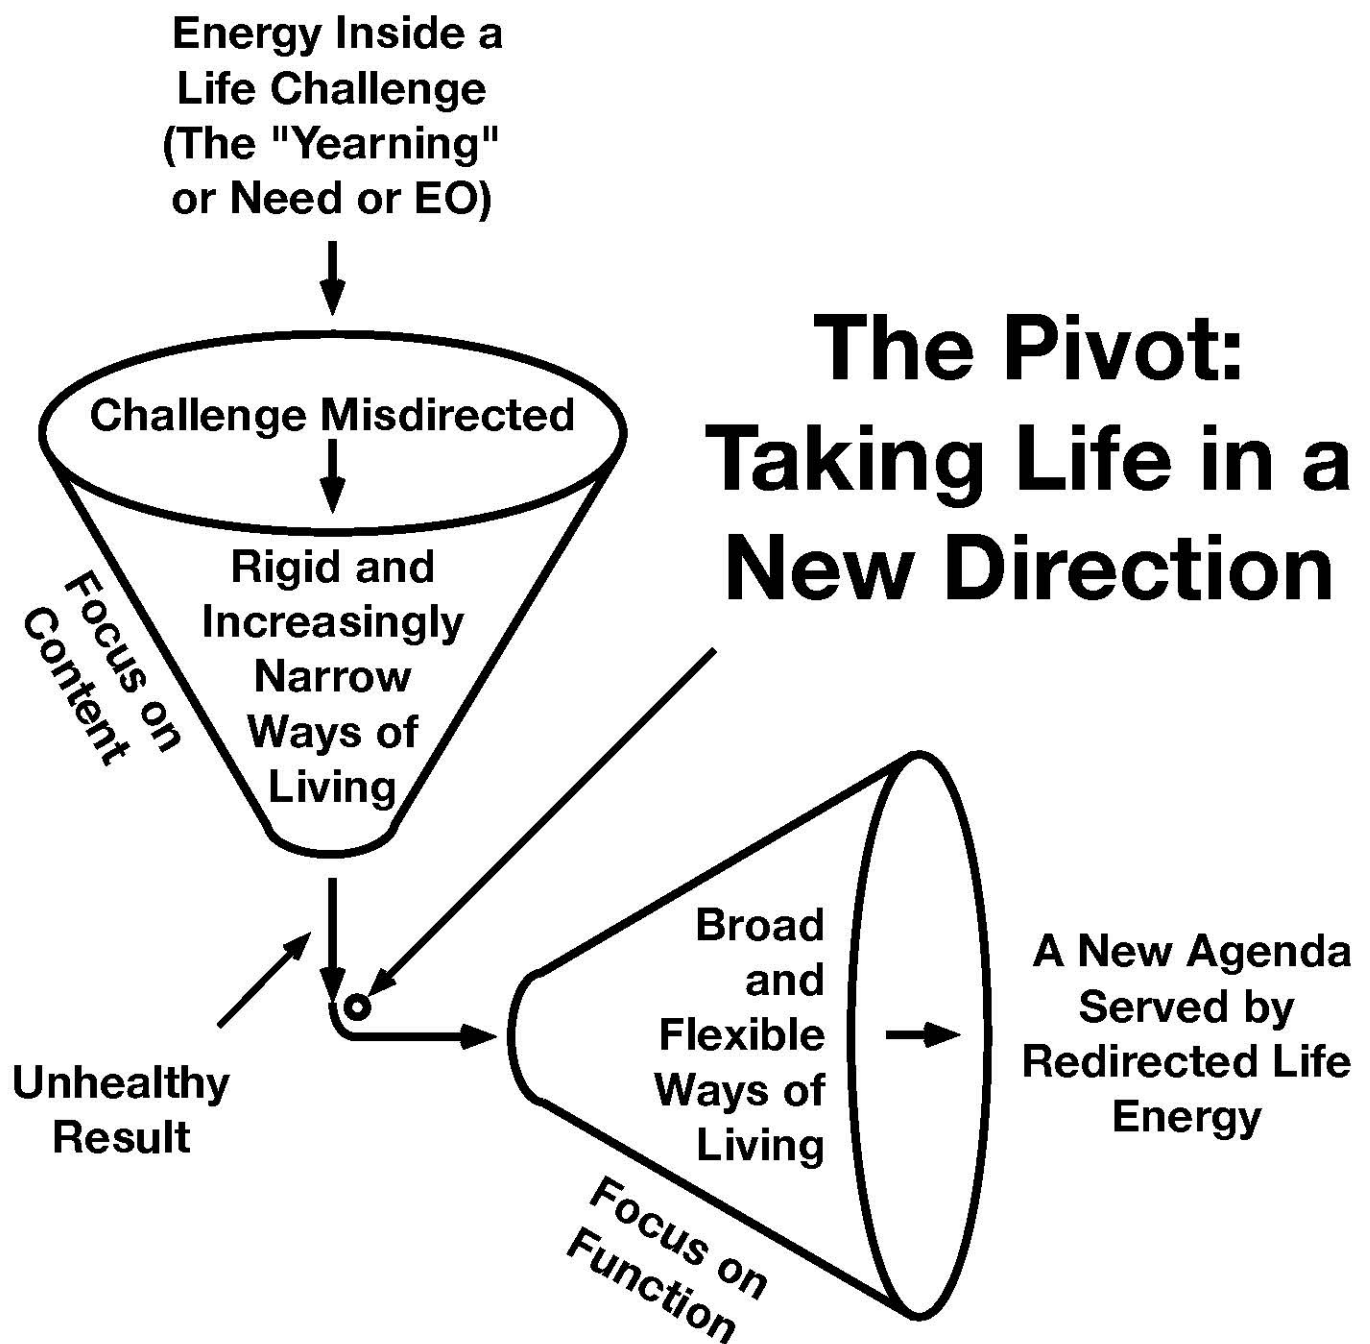 Energy Inside a
Life Challenge
(The "Yearning"
or Need or EO)
Challenge Misdirected
Rigid and
Increasingly
Narrow
Ways of
Living
Focus on
Content
The Pivot:
Taking Life in a
New Direction
Unhealthy
Result
Broad
and
Flexible
Ways of
Living
Focus on
Function
A New Agenda
Served by
Redirected Life
Energy